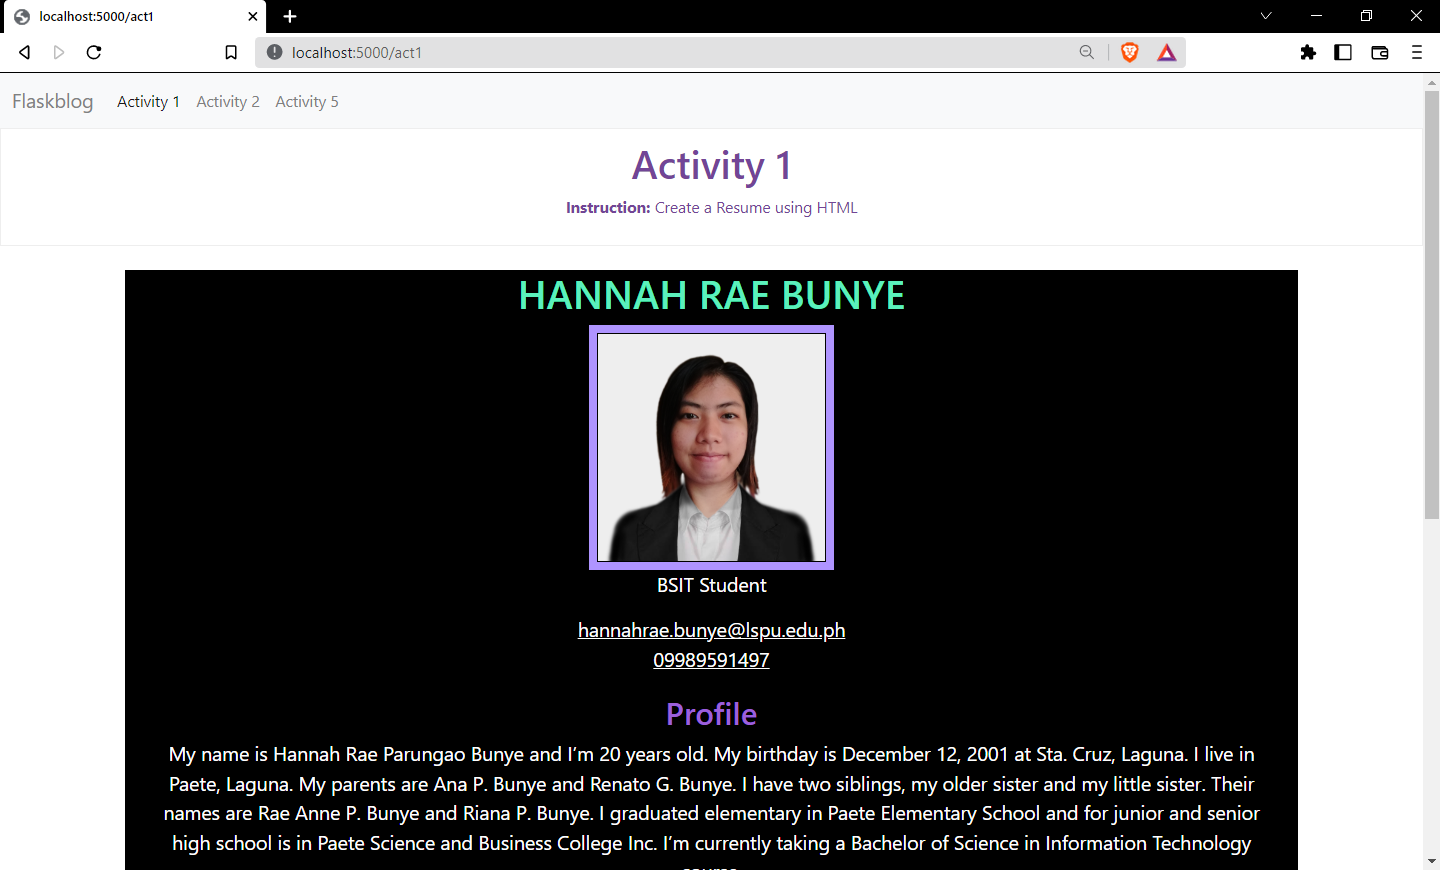 localhost:5000/act1
localhost:5000/act1
Flaskblog Activity 1 Activity 2 Activity 5
Activity 1
Instruction: Create a Resume using HTML
HANNAH RAE BUNYE
BSIT Student
hannahrae.bunye@lspu.edu.ph
09989591497
Profile
My name is Hannah Rae Parungao Bunye and I’m 20 years old. My birthday is December 12, 2001 at Sta. Cruz, Laguna. I live in
Paete, Laguna. My parents are Ana P. Bunye and Renato G. Bunye. I have two siblings, my older sister and my little sister. Their
names are Rae Anne P. Bunye and Riana P. Bunye. I graduated elementary in Paete Elementary School and for junior and senior
high school is in Paete Science and Business College Inc. I’m currently taking a Bachelor of Science in Information Technology